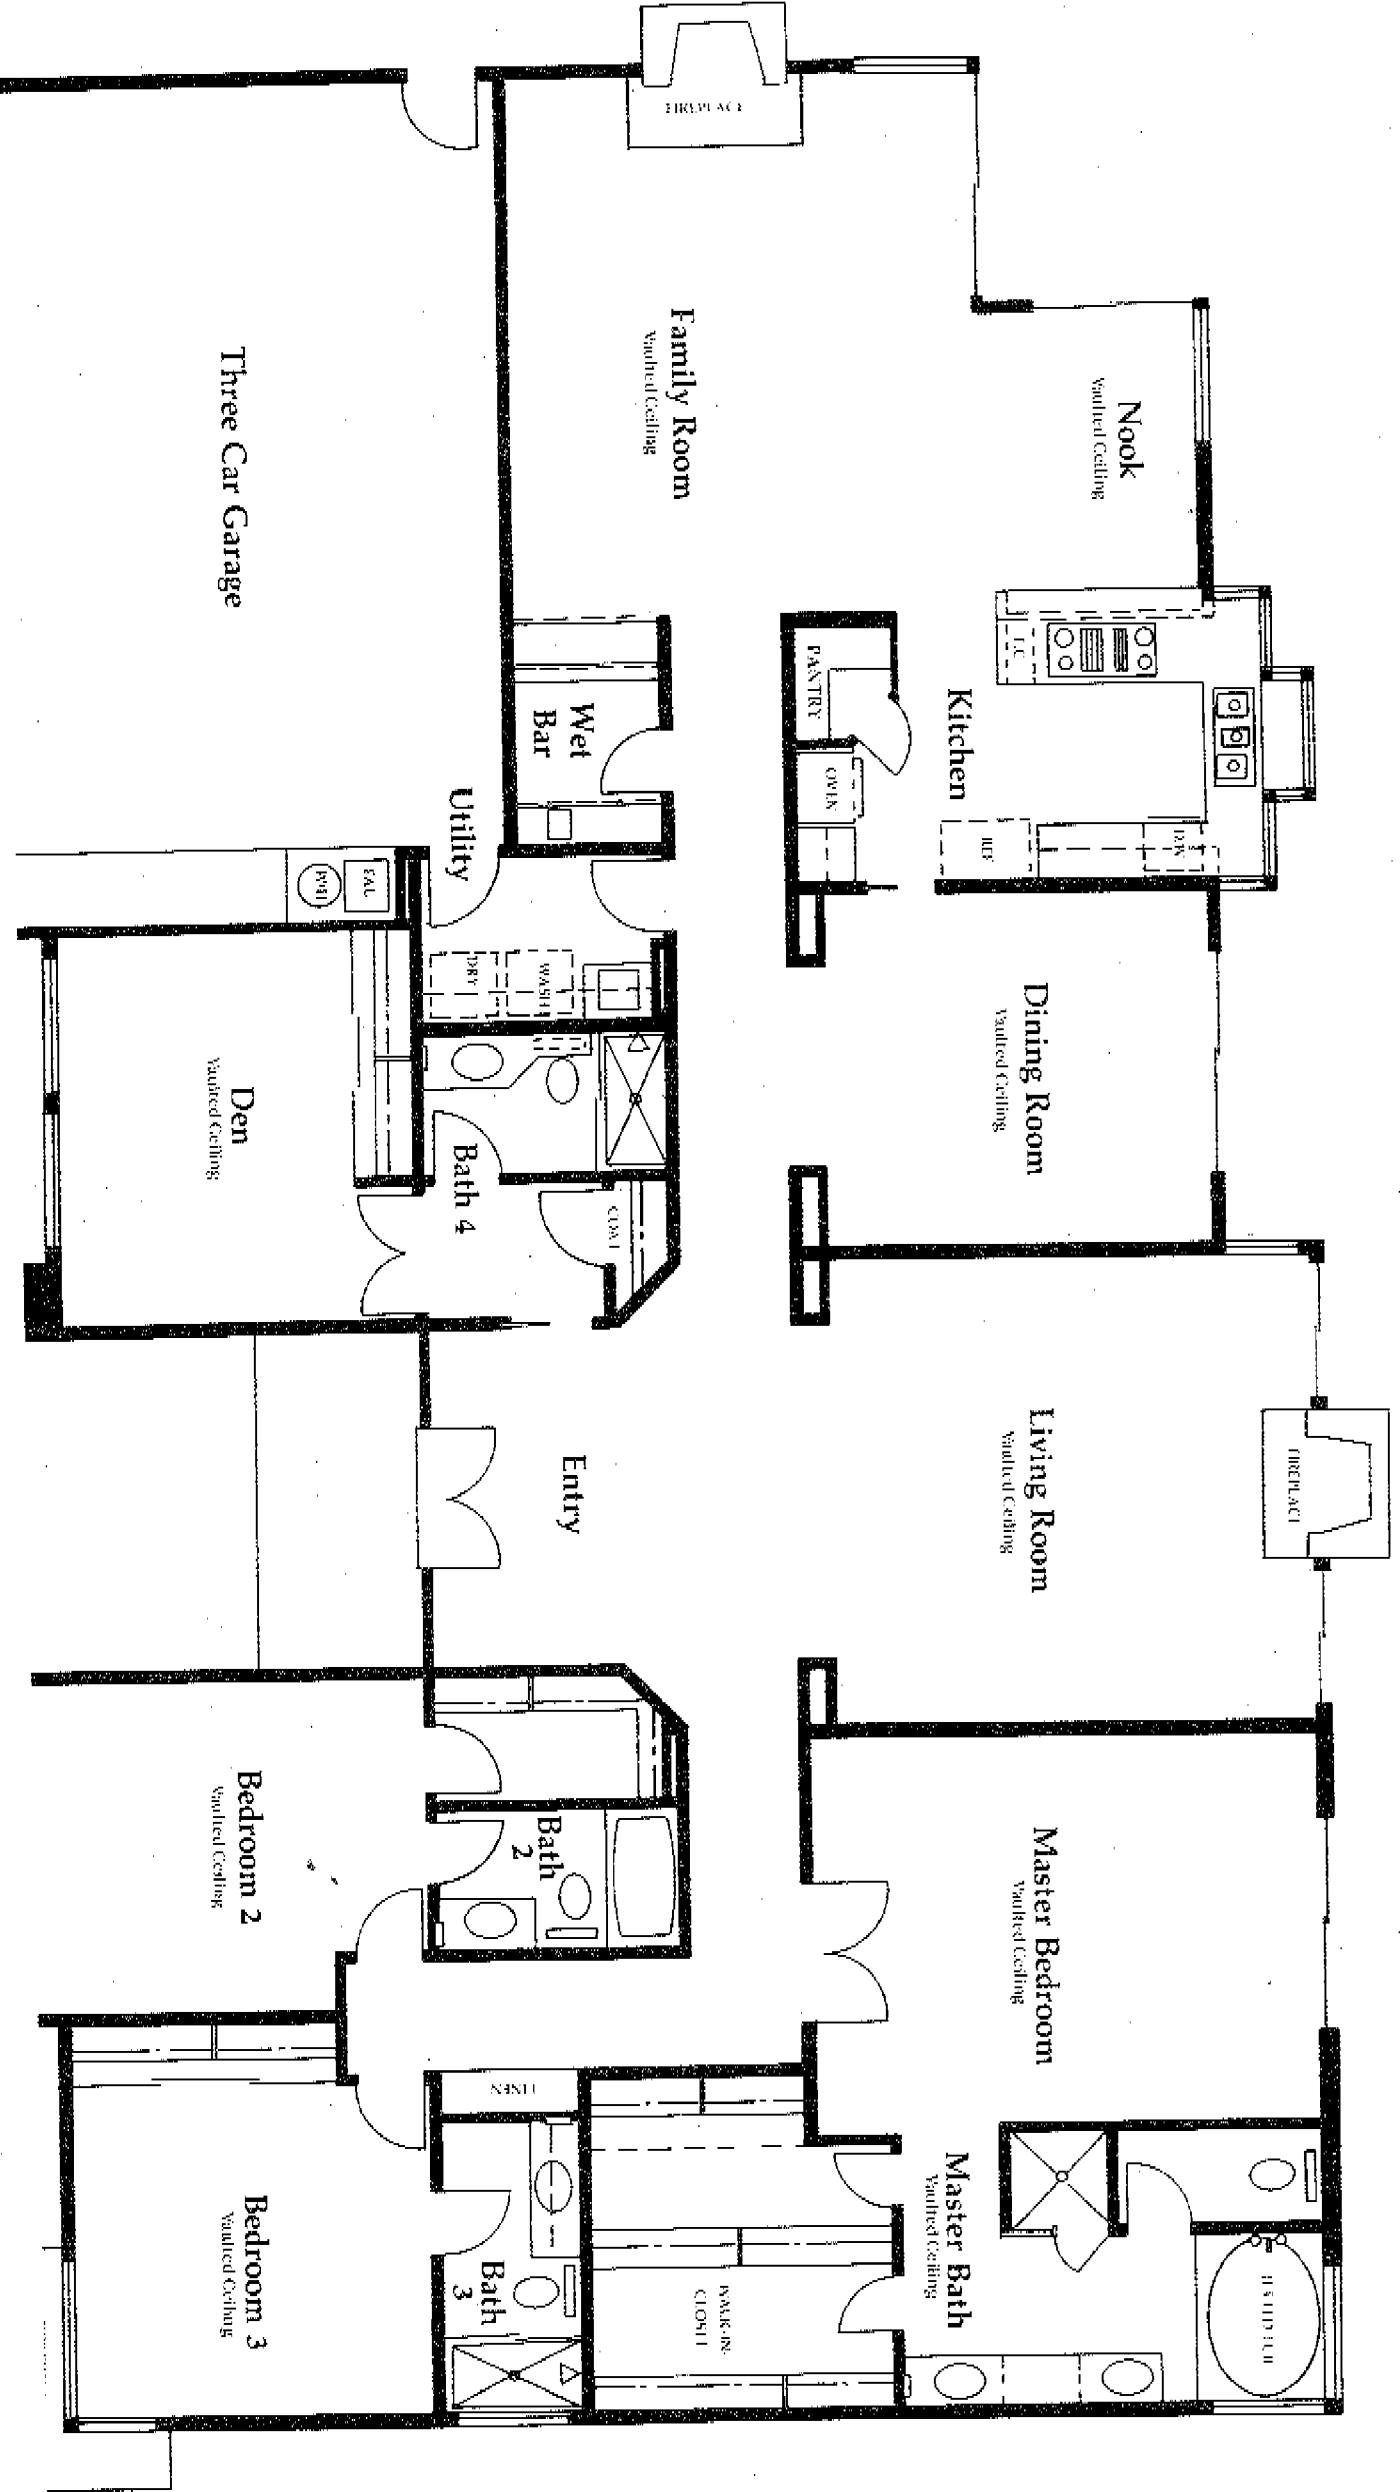 FIREPLACE
Nook
Vaulted Ceiling
Family Room
Vaulted Ceiling
Three Car Garage
PANTRY
OVEN
Kitchen
REF
D.W.
Wet
Bar
Utility
FAU
DRY
WASH
Dining Room
Vaulted Ceiling
Den
Vaulted Ceiling
Bath 4
COAT
Living Room
Vaulted Ceiling
FIREPLACE
Entry
Master Bedroom
Vaulted Ceiling
Bedroom 2
Vaulted Ceiling
Bath
2
LINEN
Master Bath
Vaulted Ceiling
WALK-IN
CLOSET
Bedroom 3
Vaulted Ceiling
Bath
3